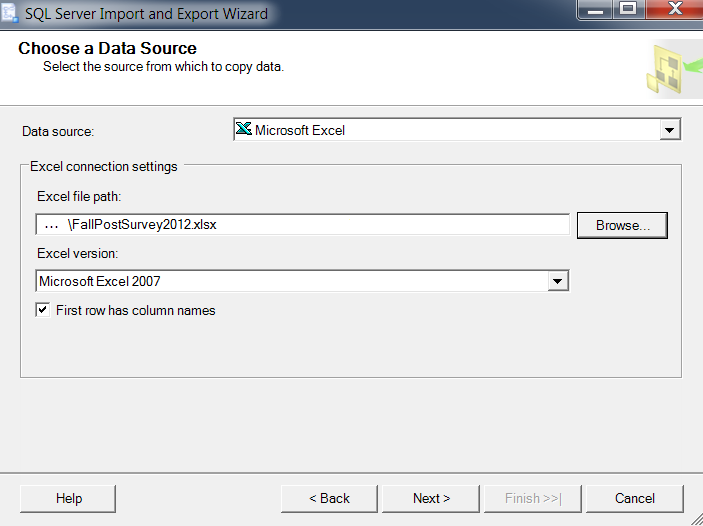 SQL Server Import and Export Wizard
Choose a Data Source
Select the source from which to copy data.
Data source:
Microsoft Excel
Excel connection settings
Excel file path:
... \FallPostSurvey2012.xlsx
Browse...
Excel version:
Microsoft Excel 2007
First row has column names
Help
< Back
Next >
Finish >>|
Cancel